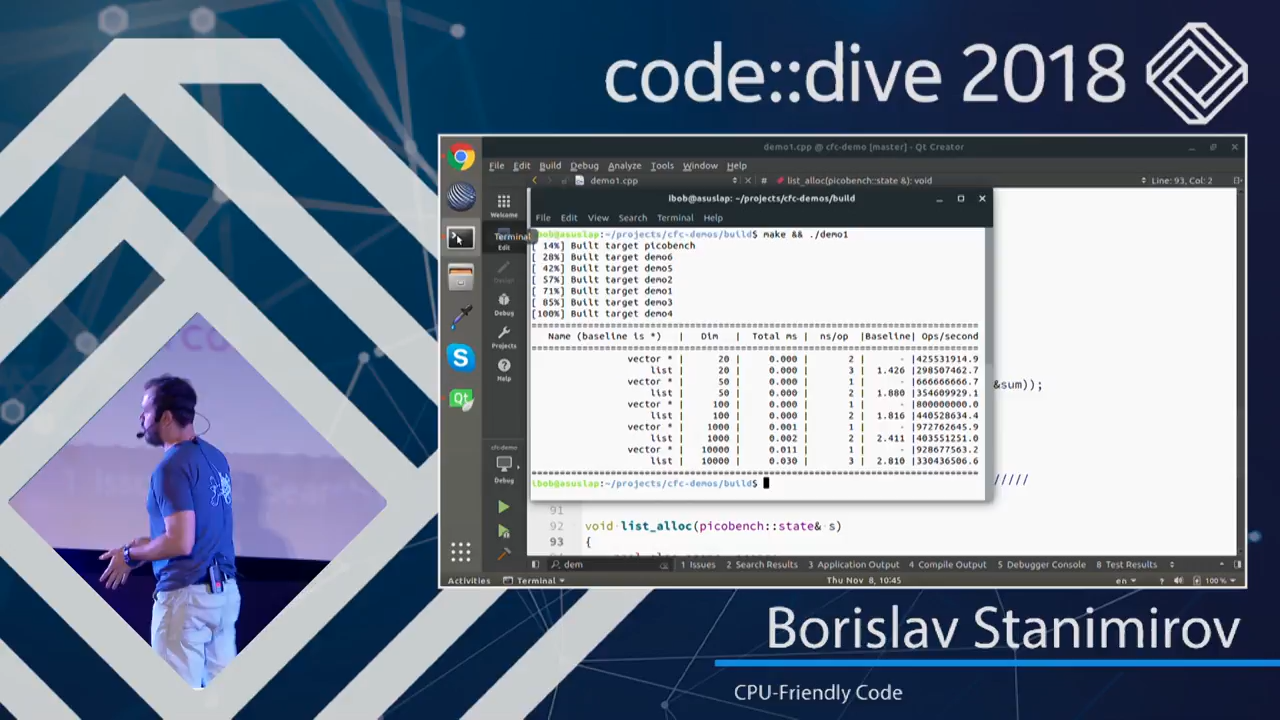 code::dive 2018
demo1.cpp @ cfc-demo [master] - Qt Creator
File Edit Build Debug Analyze Tools Window Help
demo1.cpp
# list_alloc(picobench::state &): void
Line: 93, Col: 2
Welcome
Edit
Debug
Projects
Help
cfc-demo
Debug
Terminal
ibob@asuslap: ~/projects/cfc-demos/build
File Edit View Search Terminal Help
ibob@asuslap:~/projects/cfc-demos/build$ make && ./demo1
[ 14%] Built target picobench
[ 28%] Built target demo6
[ 42%] Built target demo5
[ 57%] Built target demo2
[ 71%] Built target demo1
[ 85%] Built target demo3
[100%] Built target demo4
Name (baseline is *) | Dim | Total ms | ns/op |Baseline| Ops/second
vector * | 20 | 0.000 | 2 | - |425531914.9
list | 20 | 0.000 | 3 | 1.426 |298507462.7
vector * | 50 | 0.000 | 1 | - |666666666.7
list | 50 | 0.000 | 2 | 1.880 |354609929.1
vector * | 100 | 0.000 | 1 | - |800000000.0
list | 100 | 0.000 | 2 | 1.816 |440528634.4
vector * | 1000 | 0.001 | 1 | - |972762645.9
list | 1000 | 0.002 | 2 | 2.411 |403551251.0
vector * | 10000 | 0.011 | 1 | - |928677563.2
list | 10000 | 0.030 | 3 | 2.810 |330436506.6
ibob@asuslap:~/projects/cfc-demos/build$
&sum));
/////
91
92 void list_alloc(picobench::state& s)
93 {
dem
1 Issues 2 Search Results 3 Application Output 4 Compile Output 5 Debugger Console 8 Test Results
Activities Terminal Thu Nov 8, 10:45 en 100%
Borislav Stanimirov
CPU-Friendly Code